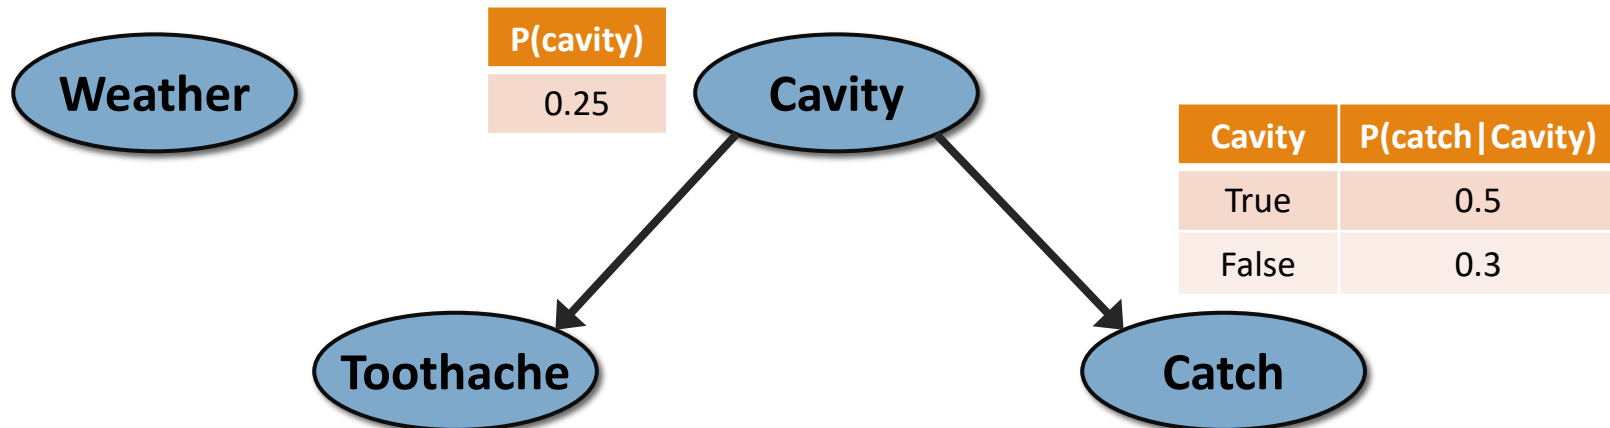 Weather
P(cavity)
0.25
Cavity
Cavity P(catch|Cavity)
True 0.5
False 0.3
Toothache
Catch